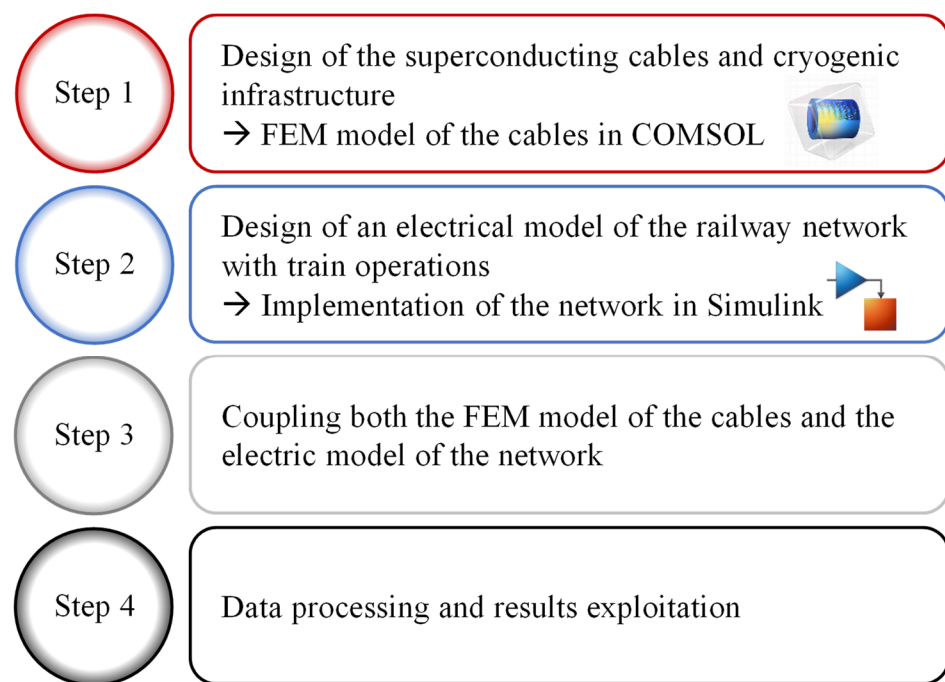 Step 1
Design of the superconducting cables and cryogenic
infrastructure
→ FEM model of the cables in COMSOL
Step 2
Design of an electrical model of the railway network
with train operations
→ Implementation of the network in Simulink
Step 3
Coupling both the FEM model of the cables and the
electric model of the network
Step 4
Data processing and results exploitation